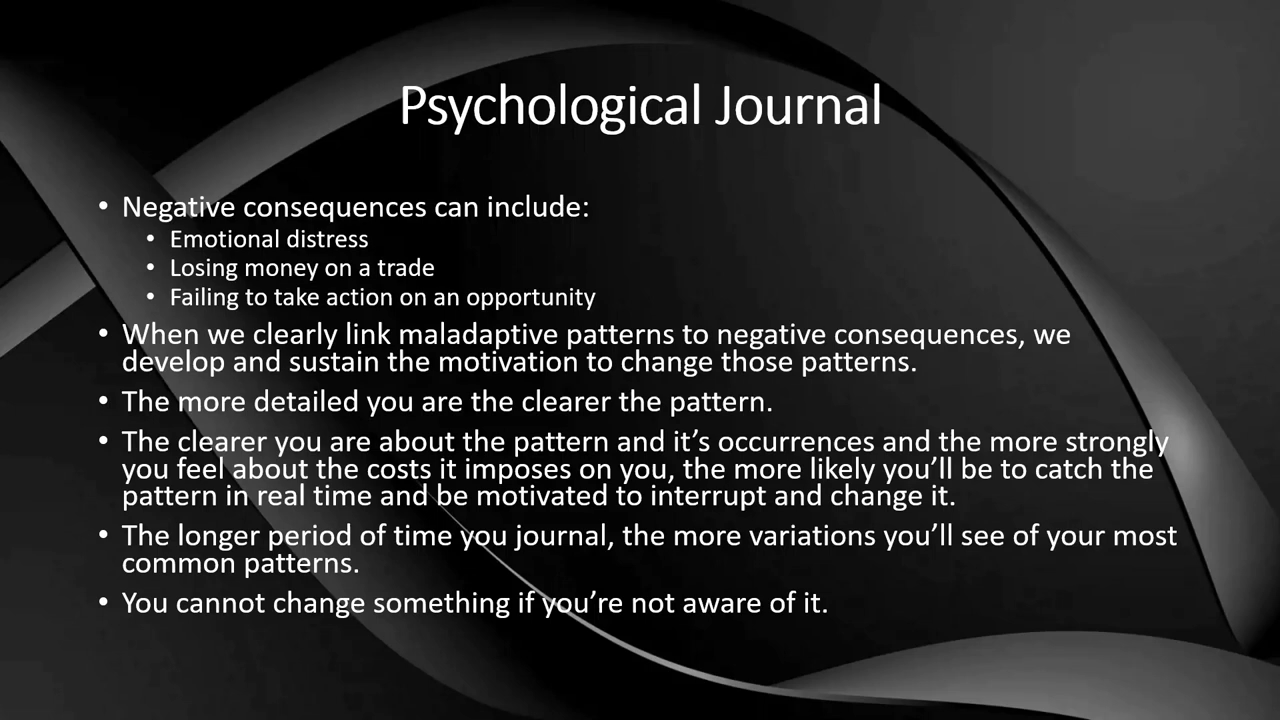 Psychological Journal
• Negative consequences can include:
• Emotional distress
• Losing money on a trade
• Failing to take action on an opportunity
• When we clearly link maladaptive patterns to negative consequences, we
develop and sustain the motivation to change those patterns.
• The more detailed you are the clearer the pattern.
• The clearer you are about the pattern and it’s occurrences and the more strongly
you feel about the costs it imposes on you, the more likely you’ll be to catch the
pattern in real time and be motivated to interrupt and change it.
• The longer period of time you journal, the more variations you’ll see of your most
common patterns.
• You cannot change something if you’re not aware of it.